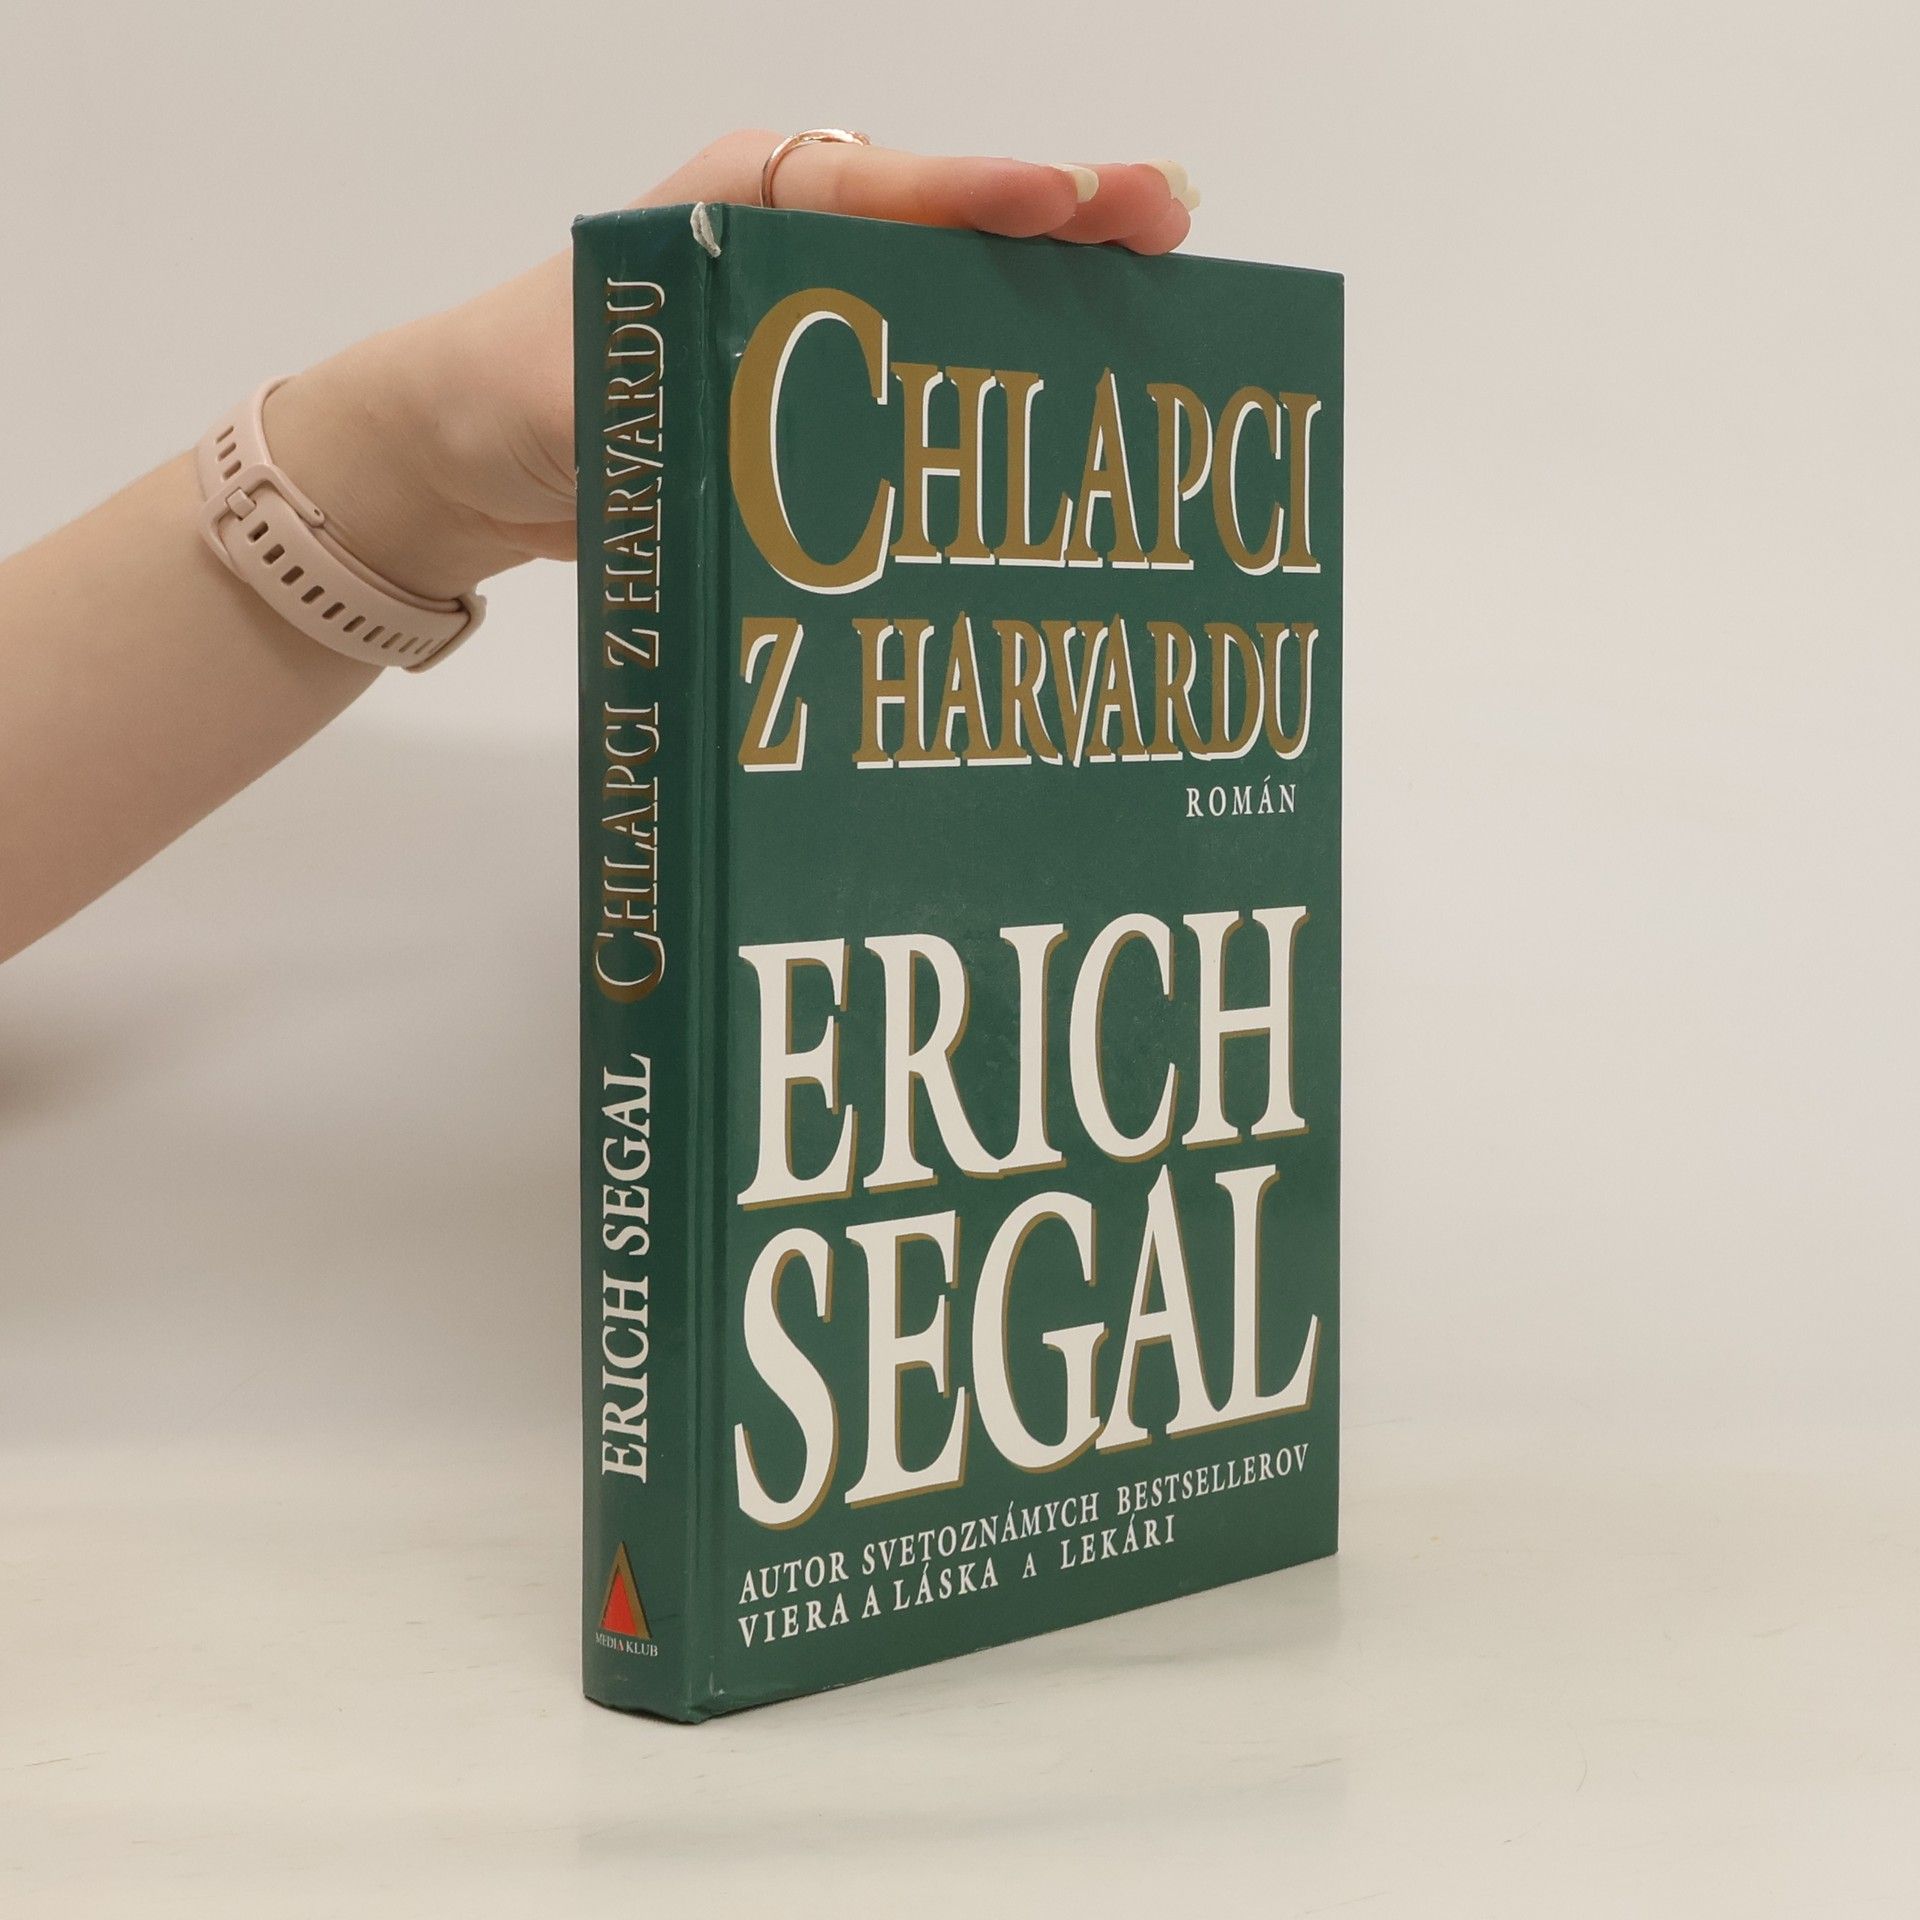 CHLAPCI
Z HARVARDU
ROMÁN
ERICH
SEGAL
AUTOR SVETOZNÁMYCH BESTSELLEROV
VIERA A LÁSKA A LEKÁRI
ERICH SEGAL CHLAPCI Z HARVARDU
MEDIA KLUB